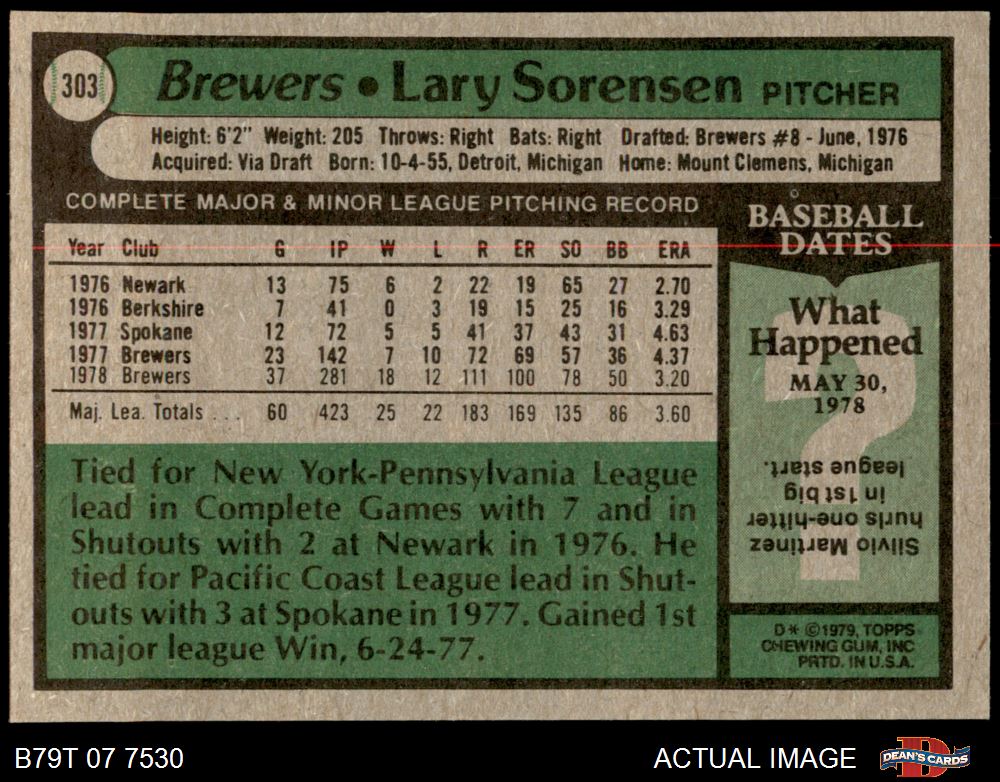 303
Brewers • Lary Sorensen PITCHER
Height: 6'2" Weight: 205 Throws: Right Bats: Right Drafted: Brewers #8 - June, 1976
Acquired: Via Draft Born: 10-4-55, Detroit, Michigan Home: Mount Clemens, Michigan
COMPLETE MAJOR & MINOR LEAGUE PITCHING RECORD
Year Club G IP W L R ER SO BB ERA
1976 Newark 13 75 6 2 22 19 65 27 2.70
1976 Berkshire 7 41 0 3 19 15 25 16 3.29
1977 Spokane 12 72 5 5 41 37 43 31 4.63
1977 Brewers 23 142 7 10 72 69 57 36 4.37
1978 Brewers 37 281 18 12 111 100 78 50 3.20
Maj. Lea. Totals ... 60 423 25 22 183 169 135 86 3.60
Tied for New York-Pennsylvania League
lead in Complete Games with 7 and in
Shutouts with 2 at Newark in 1976. He
tied for Pacific Coast League lead in Shut-
outs with 3 at Spokane in 1977. Gained 1st
major league Win, 6-24-77.
BASEBALL
DATES
What
Happened
MAY 30,
1978
Silvio Martinez
hurls one-hitter
in 1st big
league start.
D* ©1979, TOPPS
CHEWING GUM, INC
PRTD. IN U.S.A.
B79T 07 7530
ACTUAL IMAGE
DEAN'S CARDS